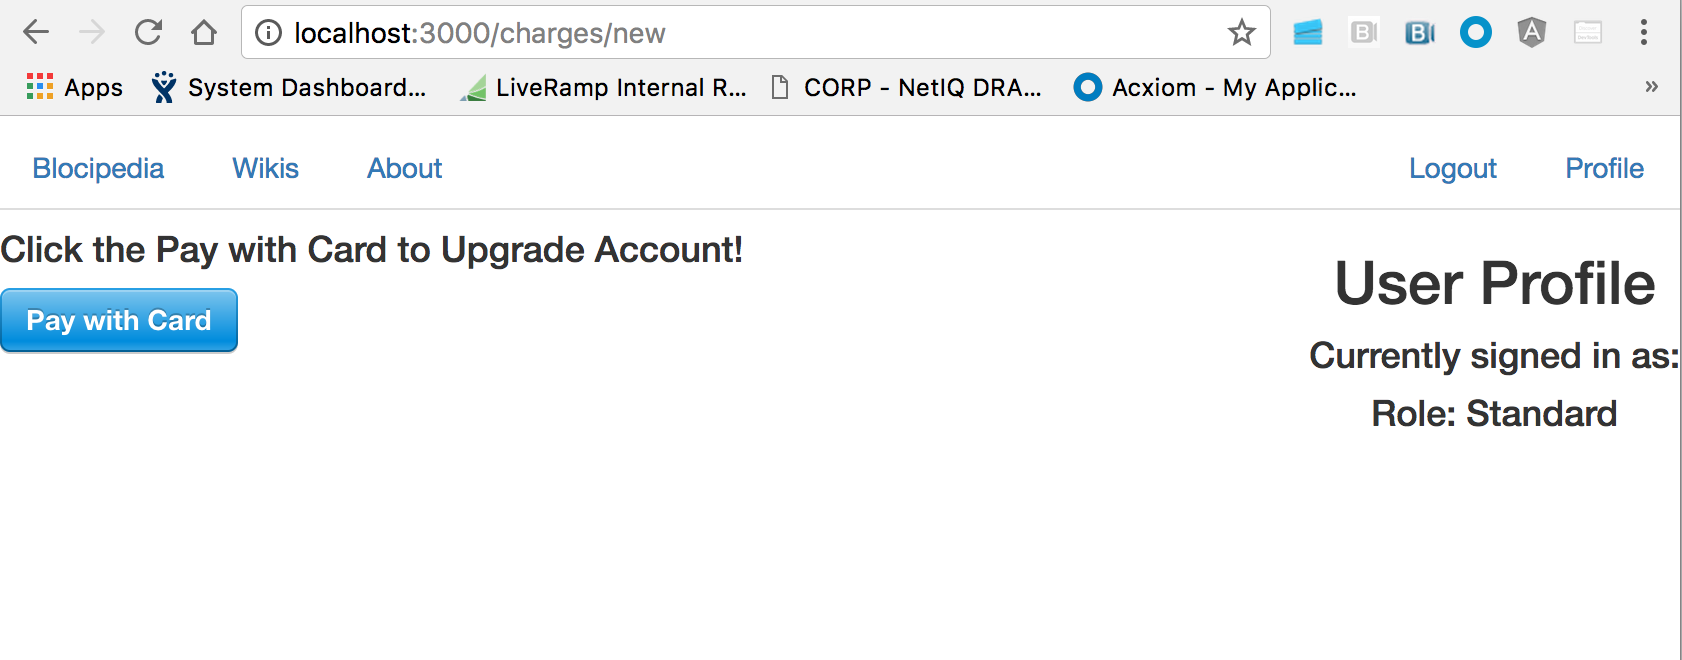 localhost:3000/charges/new
Apps System Dashboard... LiveRamp Internal R... CORP - NetIQ DRA... Acxiom - My Applic... »
Blocipedia Wikis About Logout Profile
Click the Pay with Card to Upgrade Account!
Pay with Card
User Profile
Currently signed in as:
Role: Standard